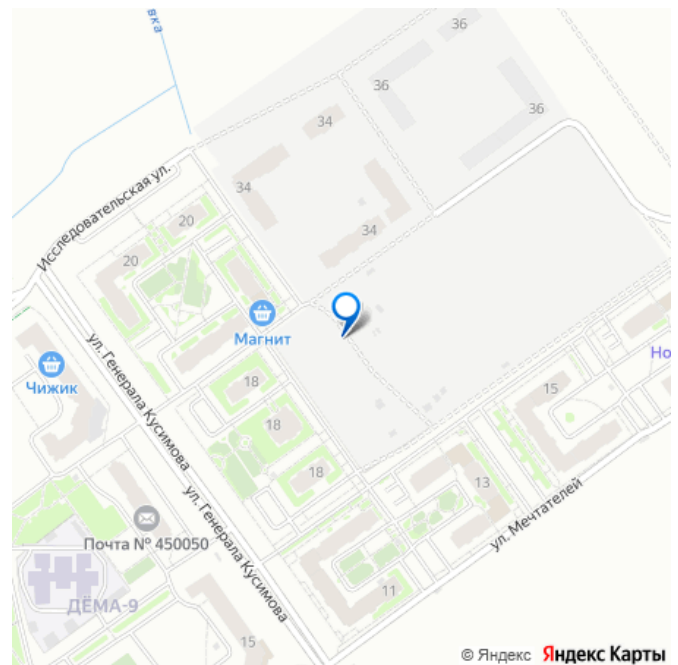 вка
36
36
34
36
34
Исследовательская ул.
20
34
20
Магнит
ул. Генерала Кусимова
Чижик
18
15
Но
18
18
13
ул. Генерала Кусимова
ул. Мечтателей
Почта № 450050
ДЁМА-9
11
15
© Яндекс Яндекс Карты